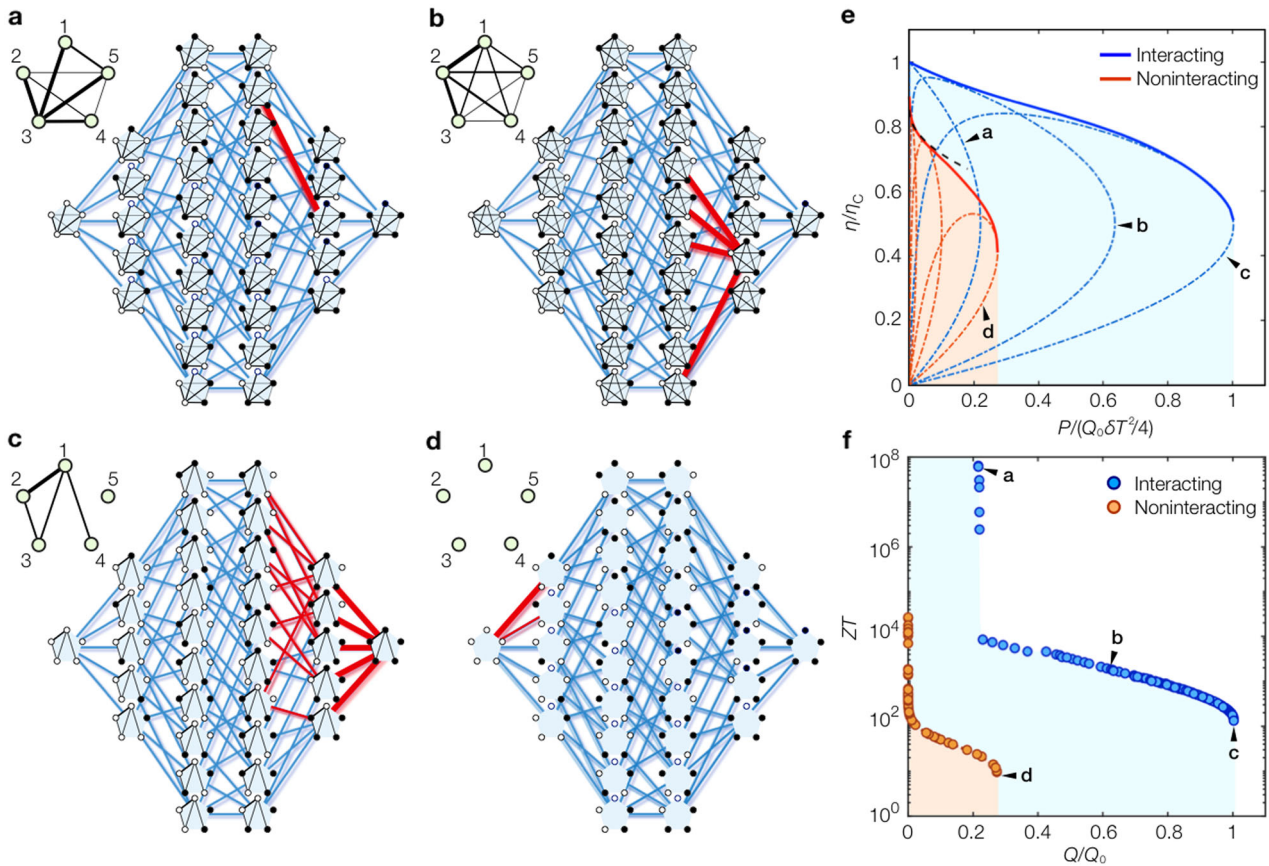 a
1
2
5
3
4
b
1
2
5
3
4
c
1
2
5
3
4
d
1
2
5
3
4
e
Interacting
Noninteracting
a
b
c
d
1
0.8
0.6
0.4
0.2
0
η/ηC
0 0.2 0.4 0.6 0.8 1
P/(Q₀δT²/4)
f
Interacting
Noninteracting
a
b
c
d
10⁸
10⁶
10⁴
10²
10⁰
ZT
0 0.2 0.4 0.6 0.8 1
Q/Q₀